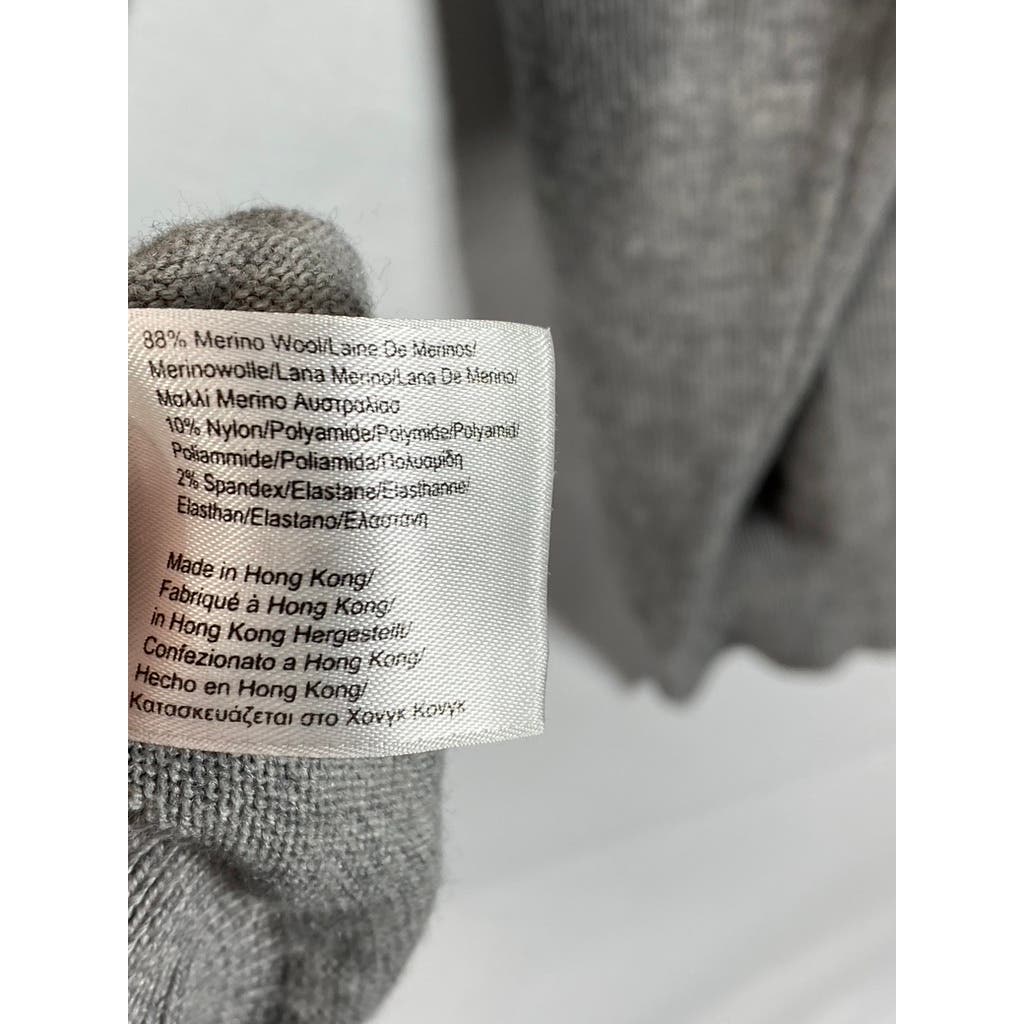 88% Merino Wool/Laine De Merinos/
Merinowolle/Lana Merino/Lana De Merino/
Μαλλί Merino Αυστραλίας
10% Nylon/Polyamide/Polymide/Polyamid/
Poliammide/Poliamida/Πολυαμίδη
2% Spandex/Elastane/Elasthanne/
Elasthan/Elastano/Ελαστάνη
Made in Hong Kong/
Fabriqué à Hong Kong/
in Hong Kong Hergestellt/
Confezionato a Hong Kong/
Hecho en Hong Kong/
Κατασκευάζεται στο Χονγκ Κονγκ